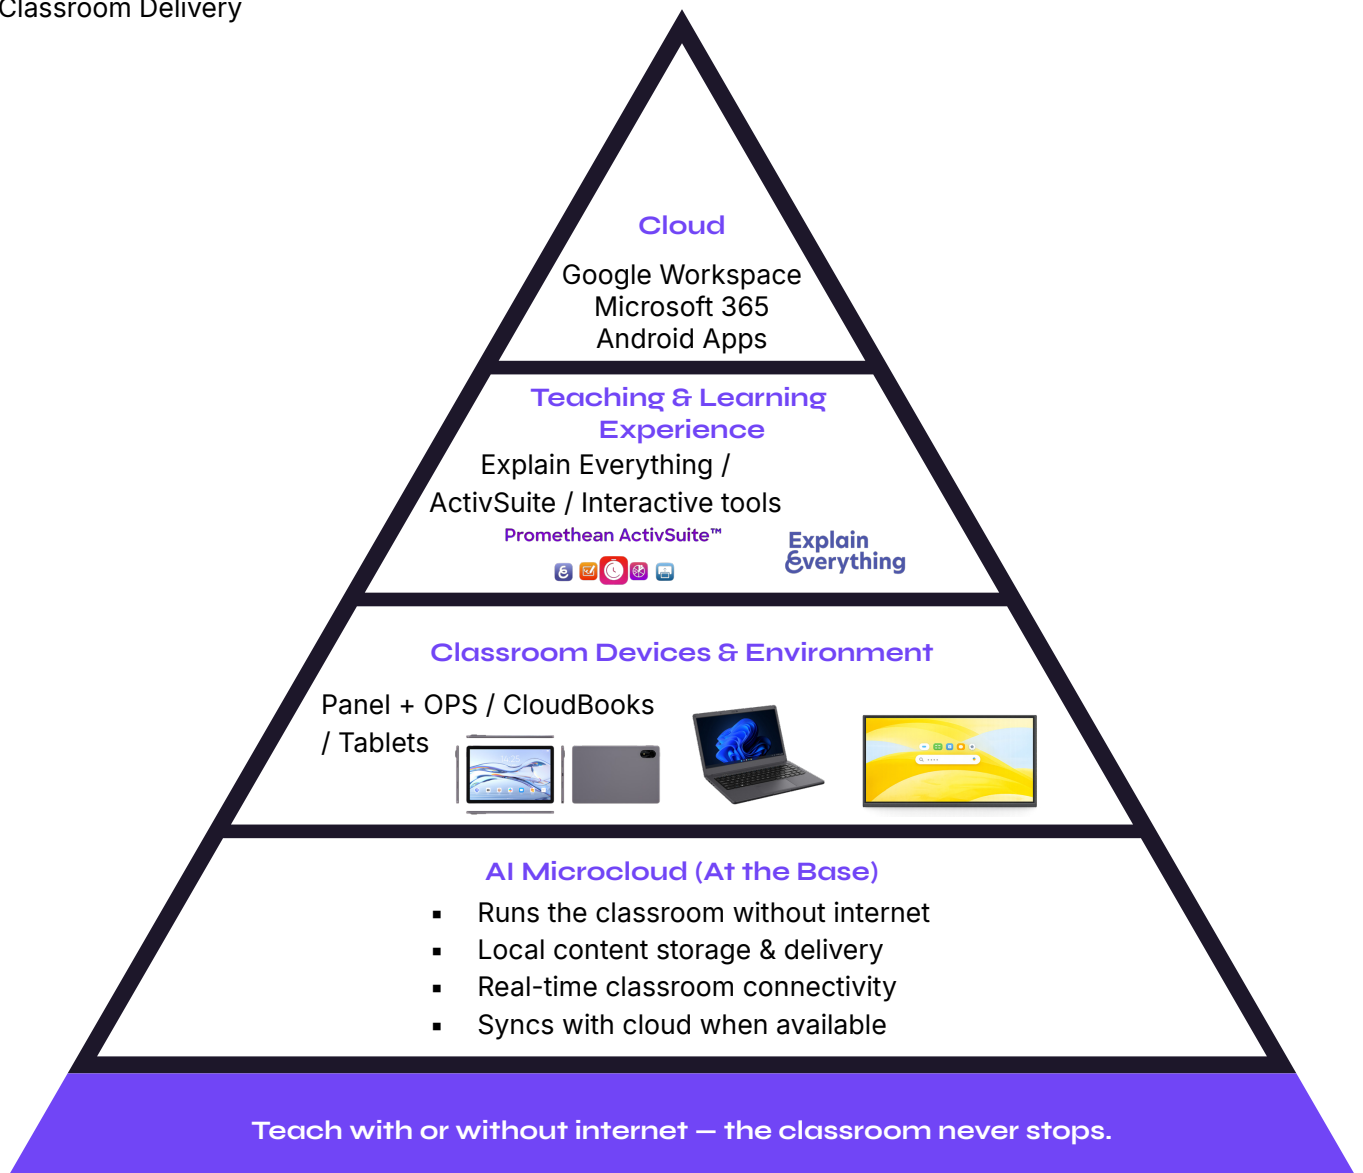 Classroom Delivery
Cloud
Google Workspace
Microsoft 365
Android Apps
Teaching & Learning
Experience
Explain Everything /
ActivSuite / Interactive tools
Promethean ActivSuite™
Explain
Everything
Classroom Devices & Environment
Panel + OPS / CloudBooks
/ Tablets
AI Microcloud (At the Base)
▪ Runs the classroom without internet
▪ Local content storage & delivery
▪ Real-time classroom connectivity
▪ Syncs with cloud when available
Teach with or without internet — the classroom never stops.